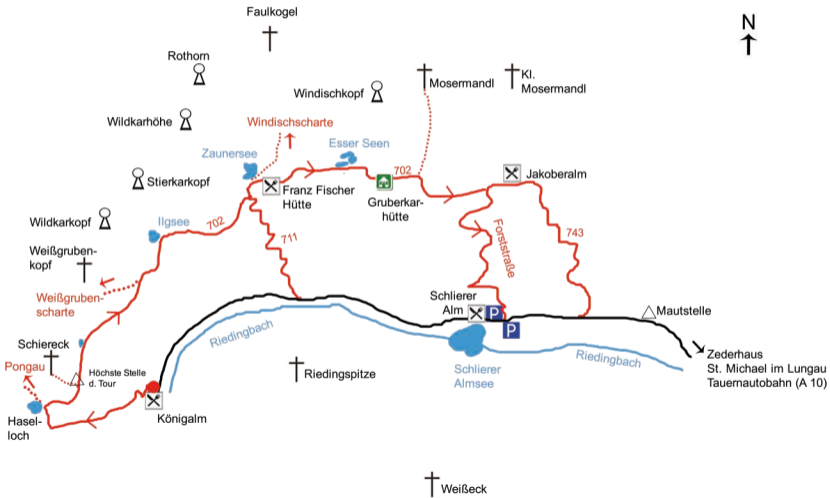 Faulkogel
N
Rothorn
Windischkopf
Mosermandl
Kl.
Mosermandl
Wildkarhöhe
Windischscharte
Esser Seen
Zaunersee
702
Jakoberalm
Stierkarkopf
Franz Fischer
Hütte
Gruberkar-
hütte
Wildkarkopf
Ilgsee
702
711
Forststraße
743
Weißgruben-
kopf
Weißgruben-
scharte
Schlierer
Alm
P
P
Mautstelle
Riedingbach
Schiereck
Höchste Stelle
d. Tour
Pongau
Riedingspitze
Schlierer
Almsee
Riedingbach
Zederhaus
St. Michael im Lungau
Tauernautobahn (A 10)
Hasel-
loch
Königalm
Weißeck